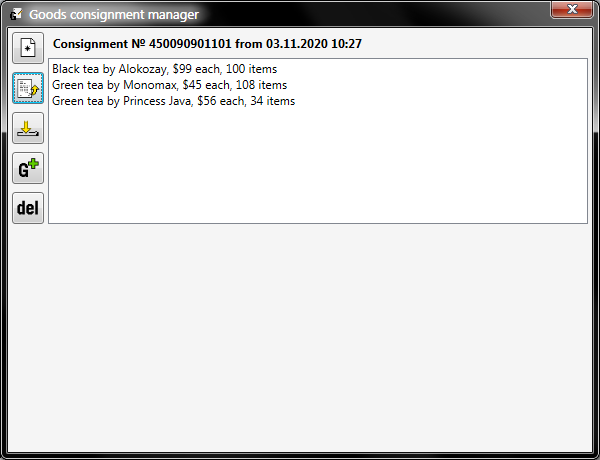 Goods consignment manager
Consignment № 450090901101 from 03.11.2020 10:27
Black tea by Alokozay, $99 each, 100 items
Green tea by Monomax, $45 each, 108 items
Green tea by Princess Java, $56 each, 34 items
G
del